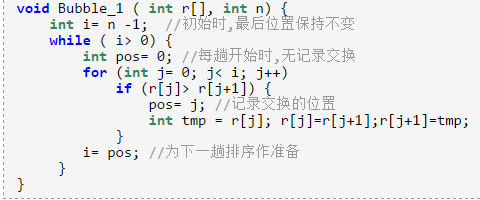 void Bubble_1 ( int r[], int n) {
    int i= n -1;  //初始时,最后位置保持不变
    while ( i> 0) {
        int pos= 0; //每趟开始时,无记录交换
        for (int j= 0; j< i; j++)
            if (r[j]> r[j+1]) {
                pos= j; //记录交换的位置
                int tmp = r[j]; r[j]=r[j+1];r[j+1]=tmp;
            }
        i= pos; //为下一趟排序作准备
     }
}